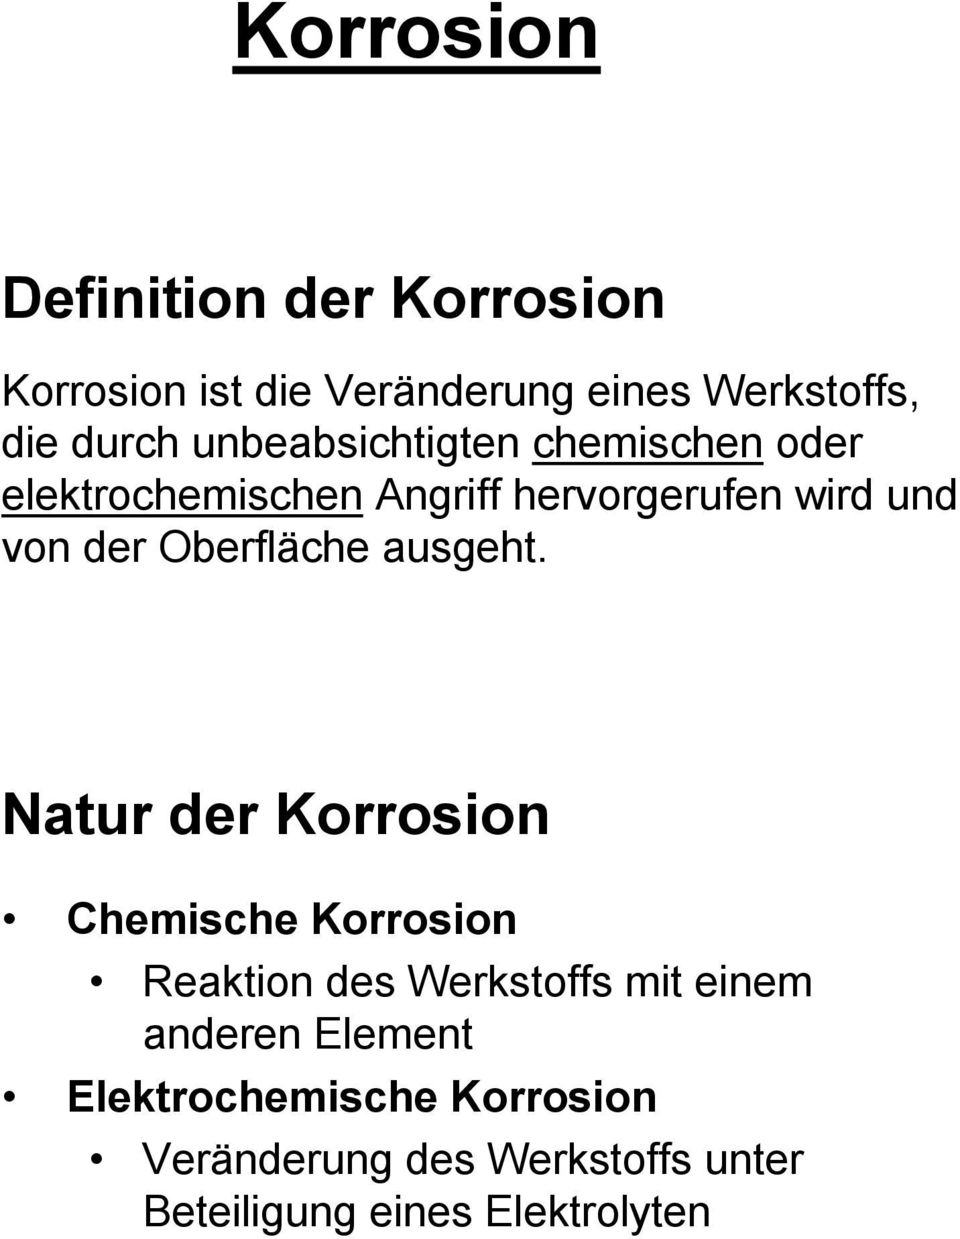 Korrosion
Definition der Korrosion
Korrosion ist die Veränderung eines Werkstoffs,
die durch unbeabsichtigten chemischen oder
elektrochemischen Angriff hervorgerufen wird und
von der Oberfläche ausgeht.
Natur der Korrosion
• Chemische Korrosion
• Reaktion des Werkstoffs mit einem
anderen Element
• Elektrochemische Korrosion
• Veränderung des Werkstoffs unter
Beteiligung eines Elektrolyten